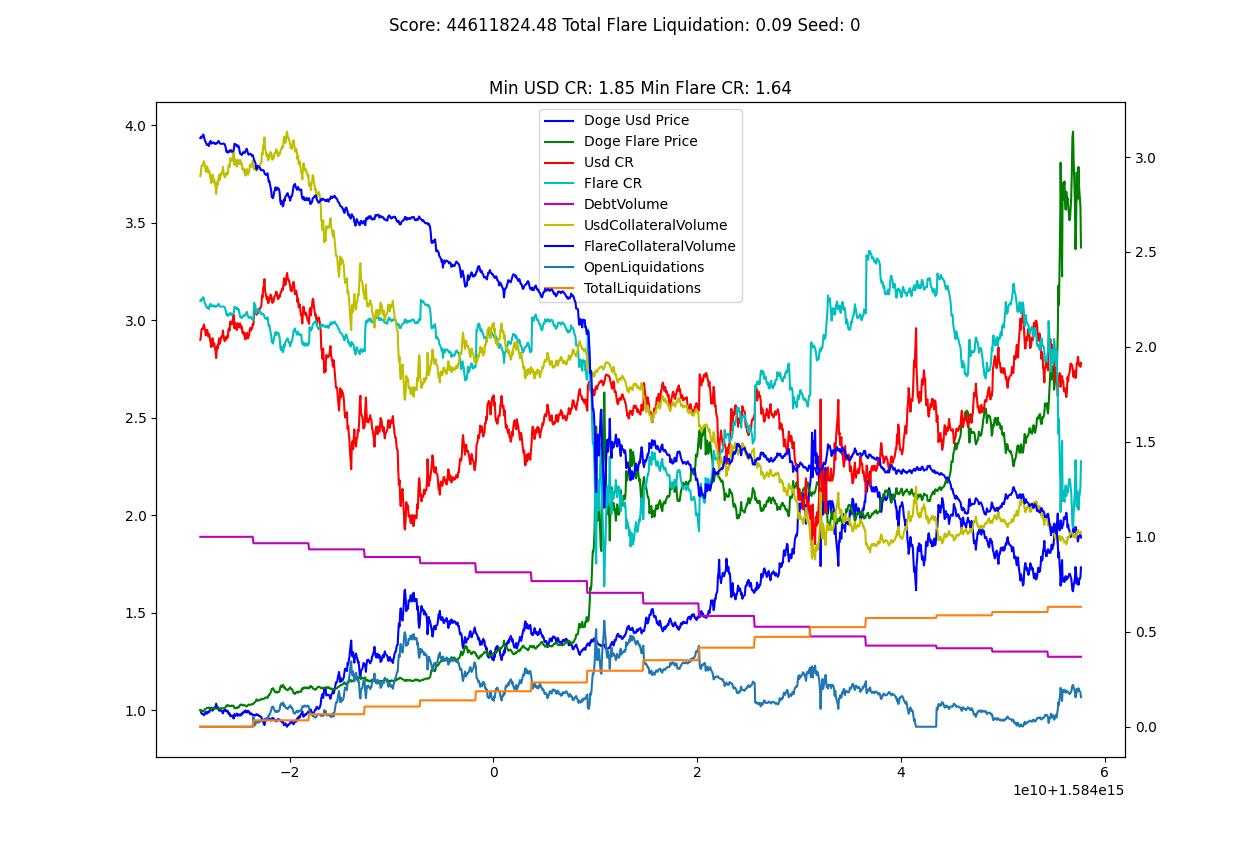 Score: 44611824.48 Total Flare Liquidation: 0.09 Seed: 0
Min USD CR: 1.85 Min Flare CR: 1.64
Doge Usd Price
Doge Flare Price
Usd CR
Flare CR
DebtVolume
UsdCollateralVolume
FlareCollateralVolume
OpenLiquidations
TotalLiquidations
4.0
3.5
3.0
2.5
2.0
1.5
1.0
3.0
2.5
2.0
1.5
1.0
0.5
0.0
−2
0
2
4
6
1e10+1.584e15